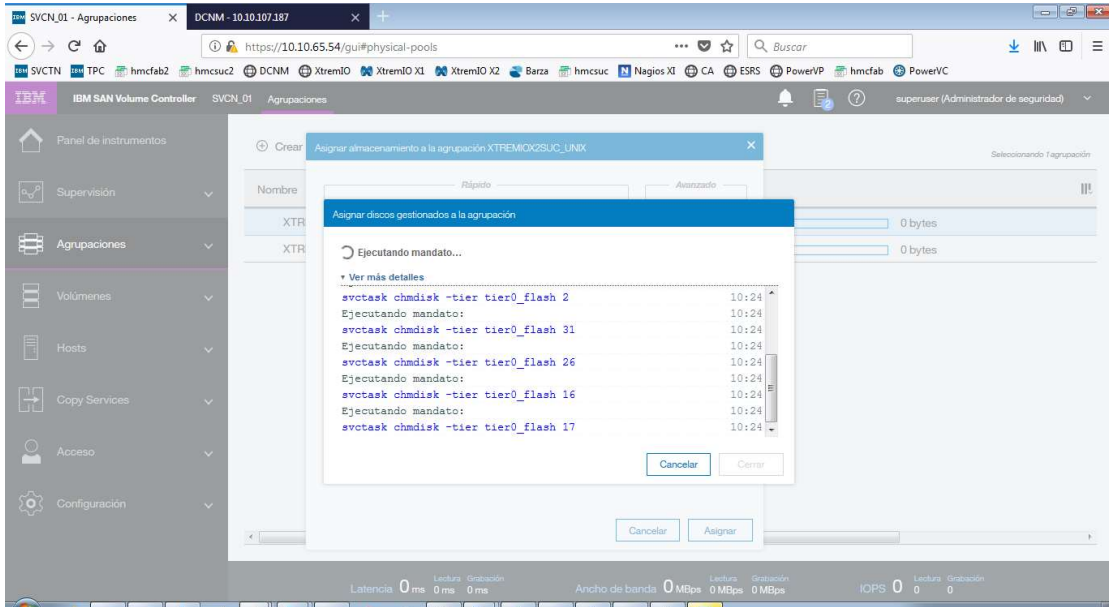 SVCN_01 - Agrupaciones
DCNM - 10.10.107.187
https://10.10.65.54/gui#physical-pools
Buscar
SVCTN TPC hmcfab2 hmcsuc2 DCNM XtremIO XtremIO X1 XtremIO X2 Barza hmcsuc Nagios XI CA ESRS PowerVP hmcfab PowerVC
IBM IBM SAN Volume Controller SVCN_01 Agrupaciones
2
superuser (Administrador de seguridad)
Panel de instrumentos
Supervisión
Agrupaciones
Volúmenes
Hosts
Copy Services
Acceso
Configuración
Crear
Seleccionando 1 agrupación
Nombre
XTR
0 bytes
XTR
0 bytes
Asignar almacenamiento a la agrupación XTREMIOX2SUC_UNIX
Rápido
Avanzado
Asignar discos gestionados a la agrupación
Ejecutando mandato...
Ver más detalles
svctask chmdisk -tier tier0_flash 2 10:24
Ejecutando mandato: 10:24
svctask chmdisk -tier tier0_flash 31 10:24
Ejecutando mandato: 10:24
svctask chmdisk -tier tier0_flash 26 10:24
Ejecutando mandato: 10:24
svctask chmdisk -tier tier0_flash 16 10:24
Ejecutando mandato: 10:24
svctask chmdisk -tier tier0_flash 17 10:24
Cancelar
Cerrar
Cancelar
Asignar
Latencia 0 ms Lectura 0 ms Grabación 0 ms
Ancho de banda 0 MBps Lectura 0 MBps Grabación 0 MBps
IOPS 0 Lectura 0 Grabación 0